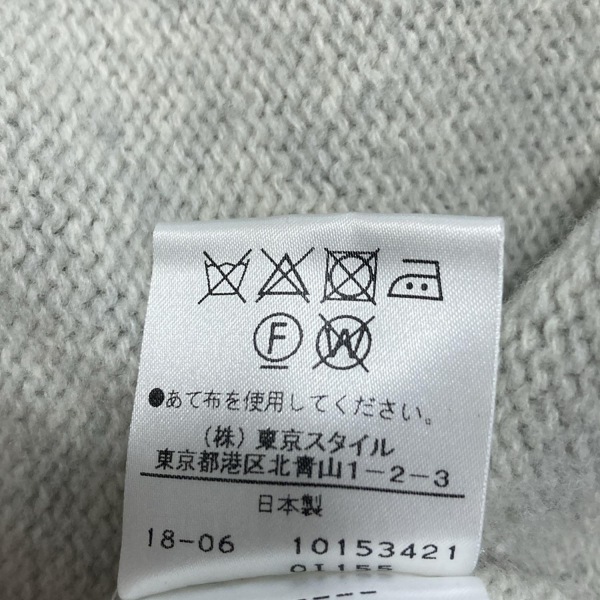 F W
●あて布を使用してください。
(株)東京スタイル
東京都港区北青山1-2-3
日本製
18-06 10153421